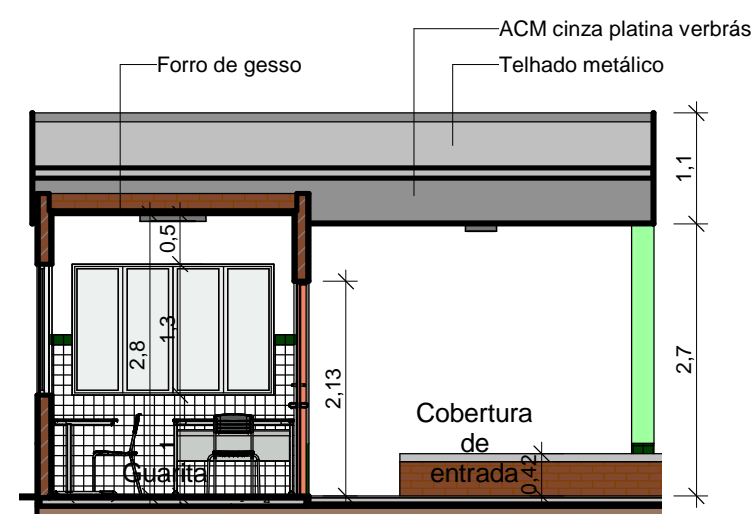 ACM cinza platina verbrás
Forro de gesso
Telhado metálico
1,1
0,5
1,3
2,8
2,13
2,7
Cobertura
de
entrada
0,42
1
Guarita